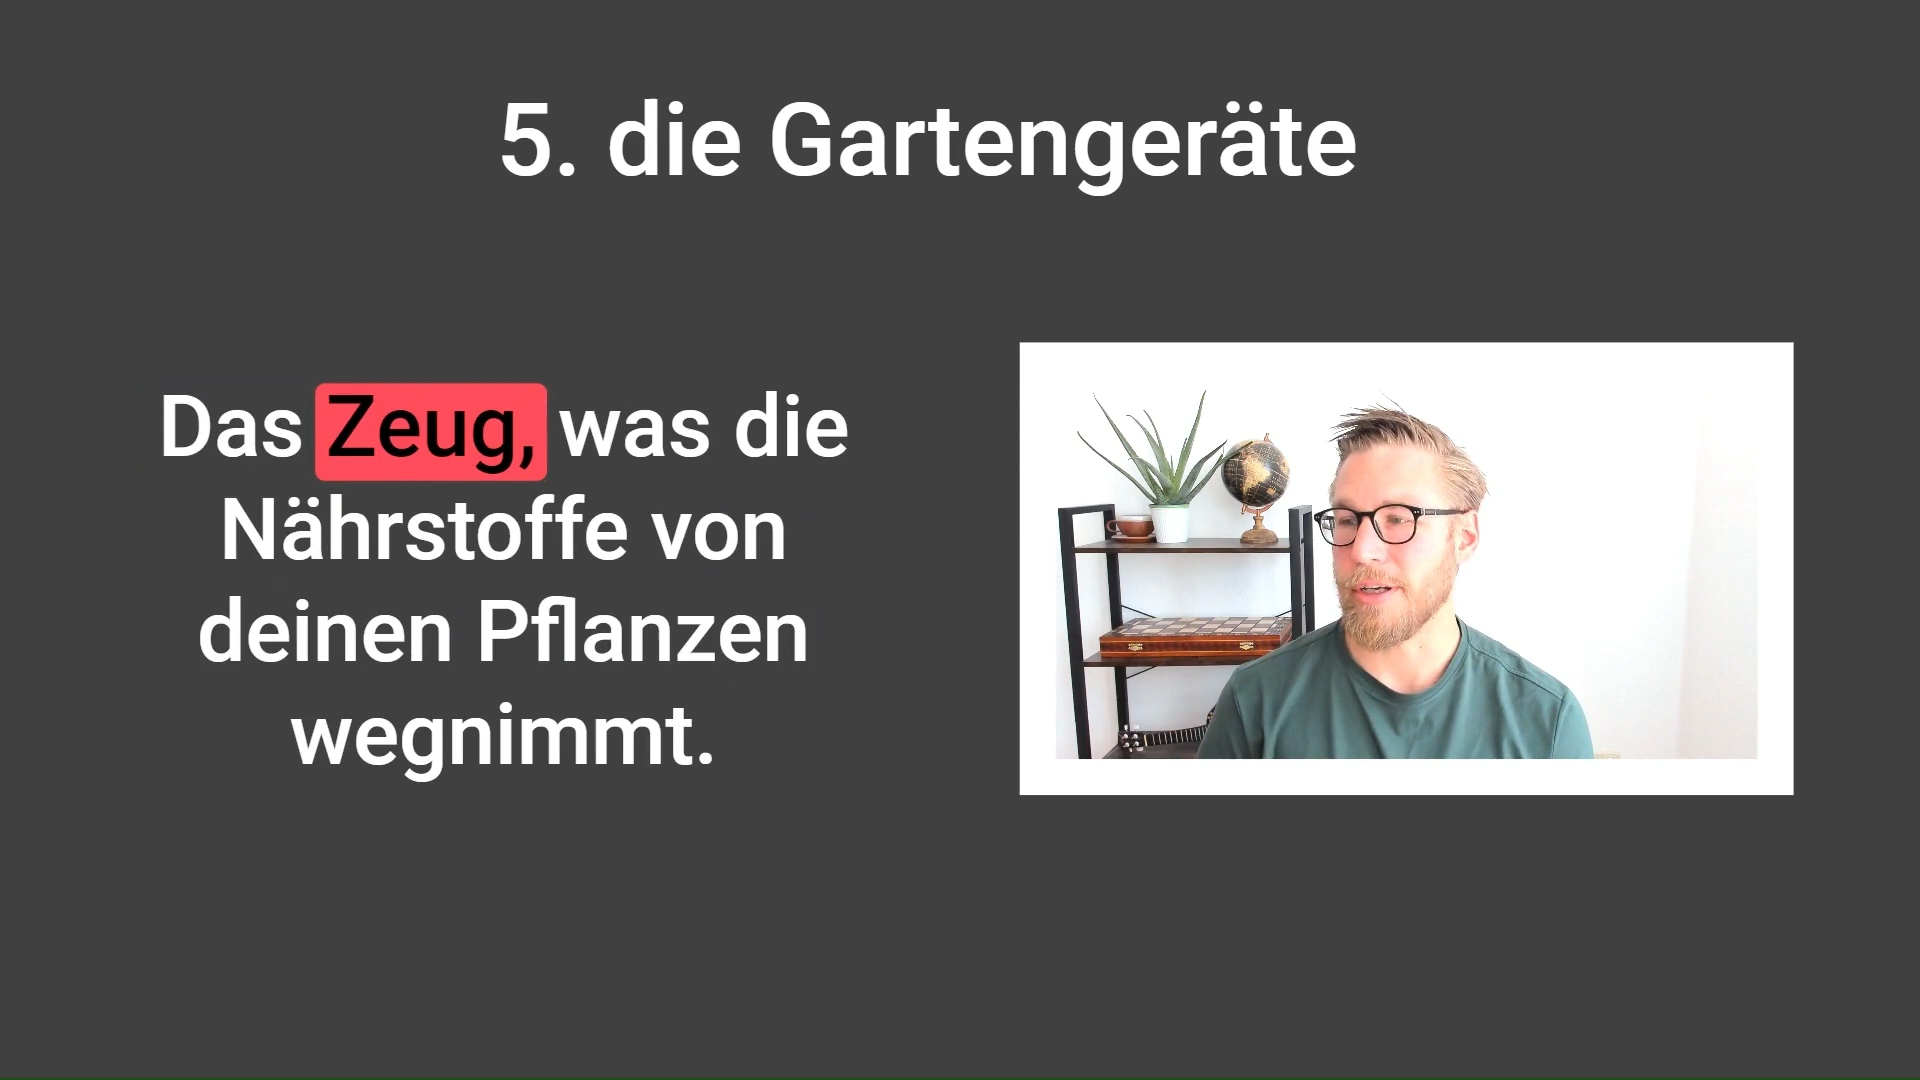 5. die Gartengeräte
Das Zeug, was die
Nährstoffe von
deinen Pflanzen
wegnimmt.